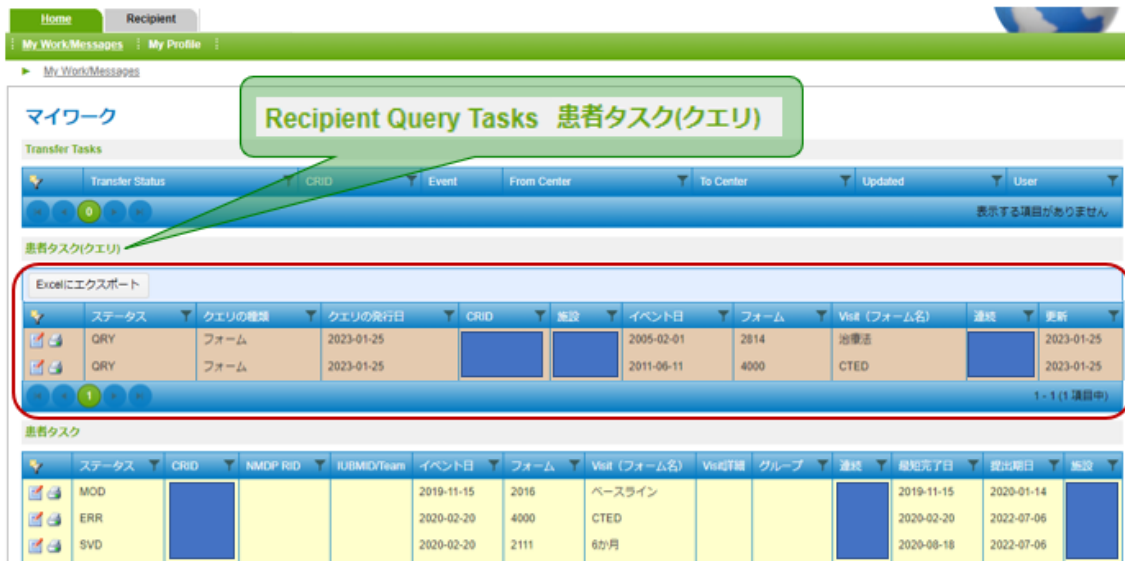 Home Recipient
My Work/Messages My Profile
My Work/Messages
Recipient Query Tasks 患者タスク(クエリ)
マイワーク
Transfer Tasks
Transfer Status CRID Event From Center To Center Updated User
0 表示する項目がありません
患者タスク(クエリ)
Excelにエクスポート
ステータス クエリの種類 クエリの発行日 CRID 施設 イベント日 フォーム Visit (フォーム名) 連続 更新
QRY フォーム 2023-01-25 2005-02-01 2814 治療法 2023-01-25
QRY フォーム 2023-01-25 2011-06-11 4000 CTED 2023-01-25
1 1 - 1 (1 項目中)
患者タスク
ステータス CRID NMDP RID IUBMID/Team イベント日 フォーム Visit (フォーム名) Visit詳細 グループ 連続 最短完了日 提出期日 施設
MOD 2019-11-15 2016 ベースライン 2019-11-15 2020-01-14
ERR 2020-02-20 4000 CTED 2020-02-20 2022-07-06
SVD 2020-02-20 2111 6か月 2020-08-18 2022-07-06